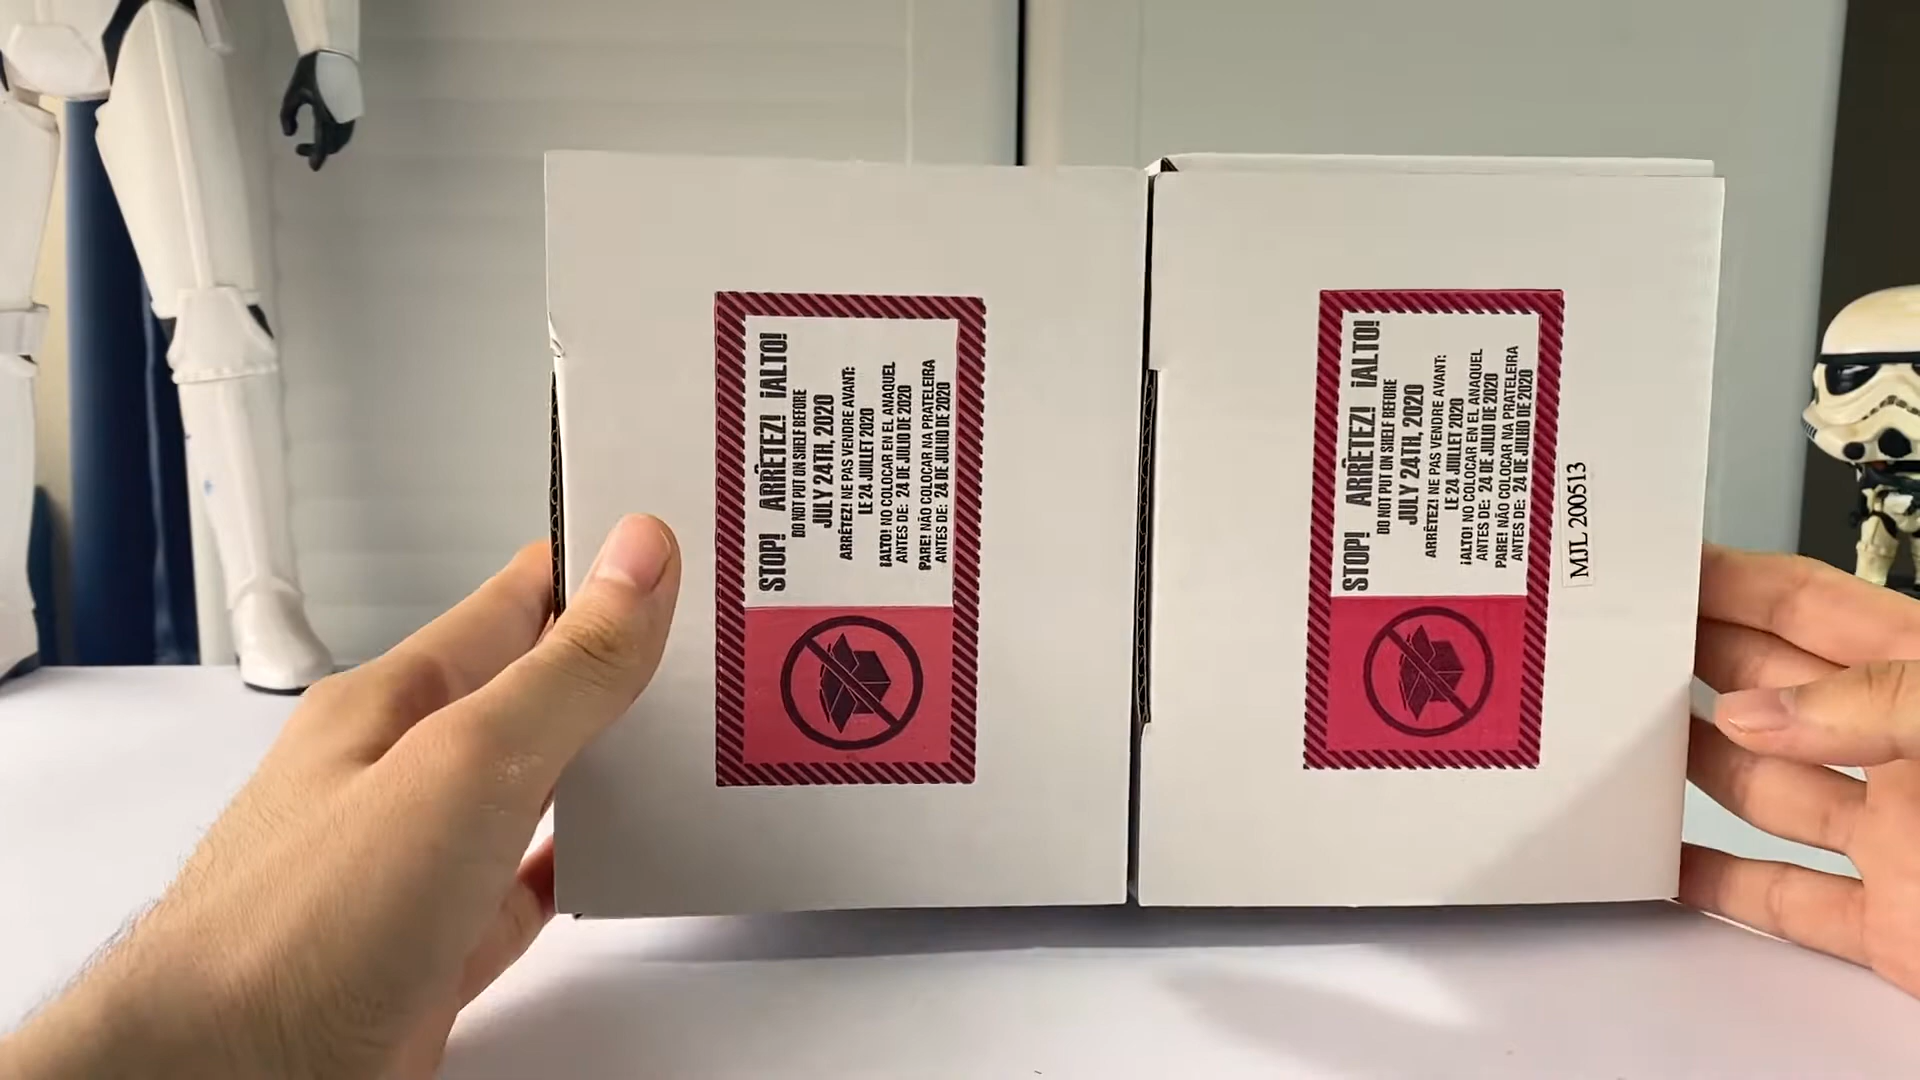 STOP! ARRÊTEZ! ¡ALTO!
DO NOT PUT ON SHELF BEFORE
JULY 24TH, 2020
ARRÊTEZ! NE PAS VENDRE AVANT:
LE 24 JUILLET 2020
¡ALTO! NO COLOCAR EN EL ANAQUEL
ANTES DE: 24 DE JULIO DE 2020
PARE! NÃO COLOCAR NA PRATELEIRA
ANTES DE: 24 DE JULHO DE 2020
STOP! ARRÊTEZ! ¡ALTO!
DO NOT PUT ON SHELF BEFORE
JULY 24TH, 2020
ARRÊTEZ! NE PAS VENDRE AVANT:
LE 24 JUILLET 2020
¡ALTO! NO COLOCAR EN EL ANAQUEL
ANTES DE: 24 DE JULIO DE 2020
PARE! NÃO COLOCAR NA PRATELEIRA
ANTES DE: 24 DE JULHO DE 2020
MJL 200513